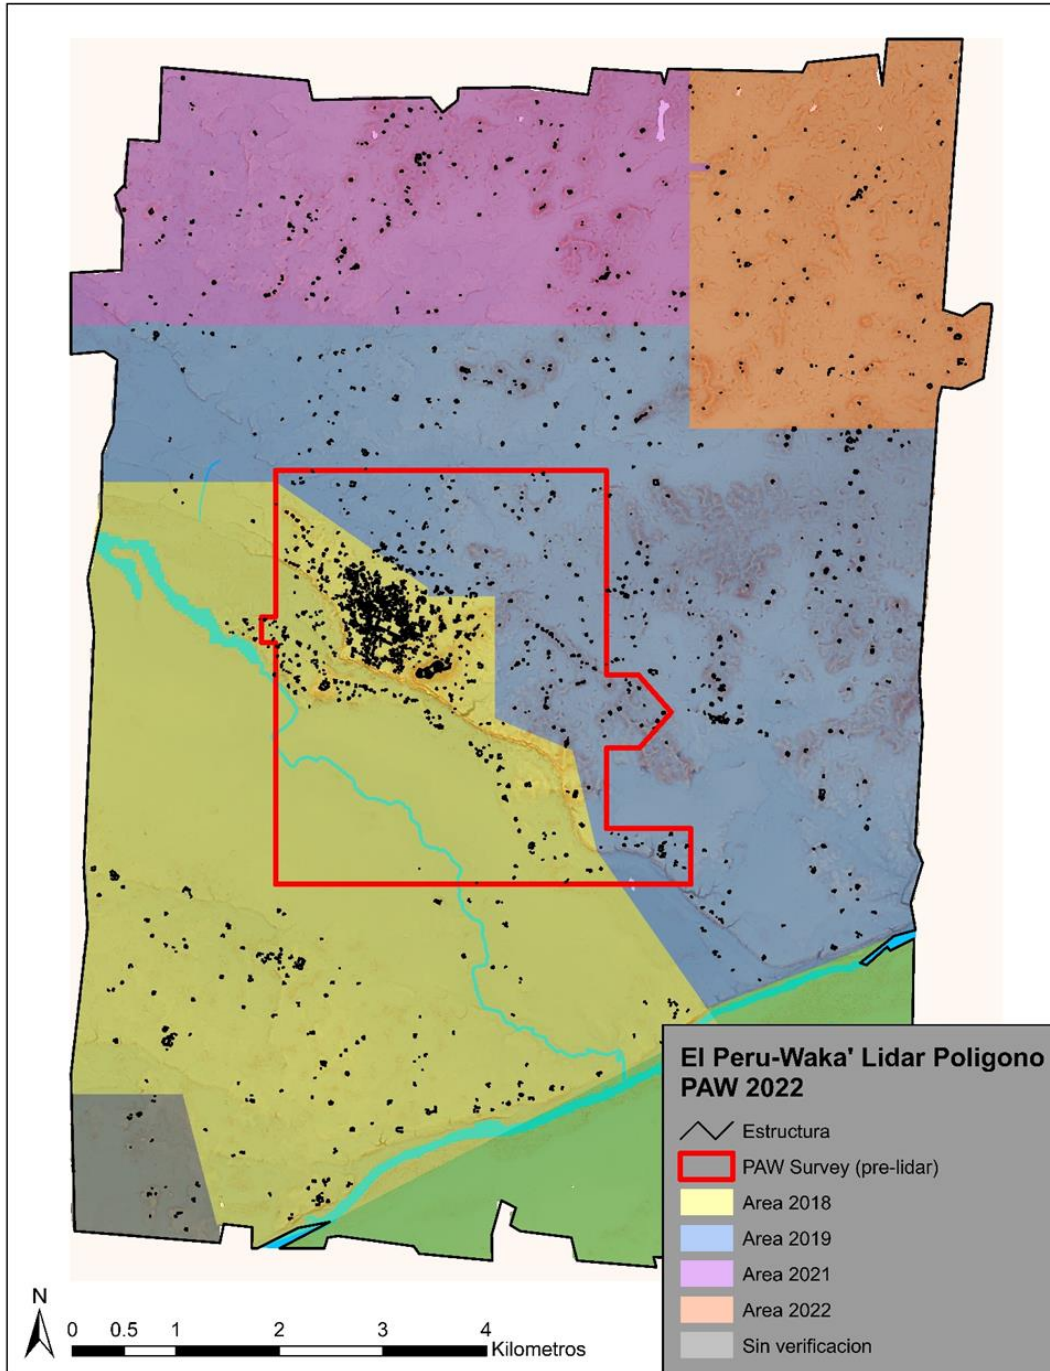 El Peru-Waka' Lidar Poligono
PAW 2022
Estructura
PAW Survey (pre-lidar)
Area 2018
Area 2019
Area 2021
Area 2022
Sin verificacion
N
0 0.5 1 2 3 4
Kilometros